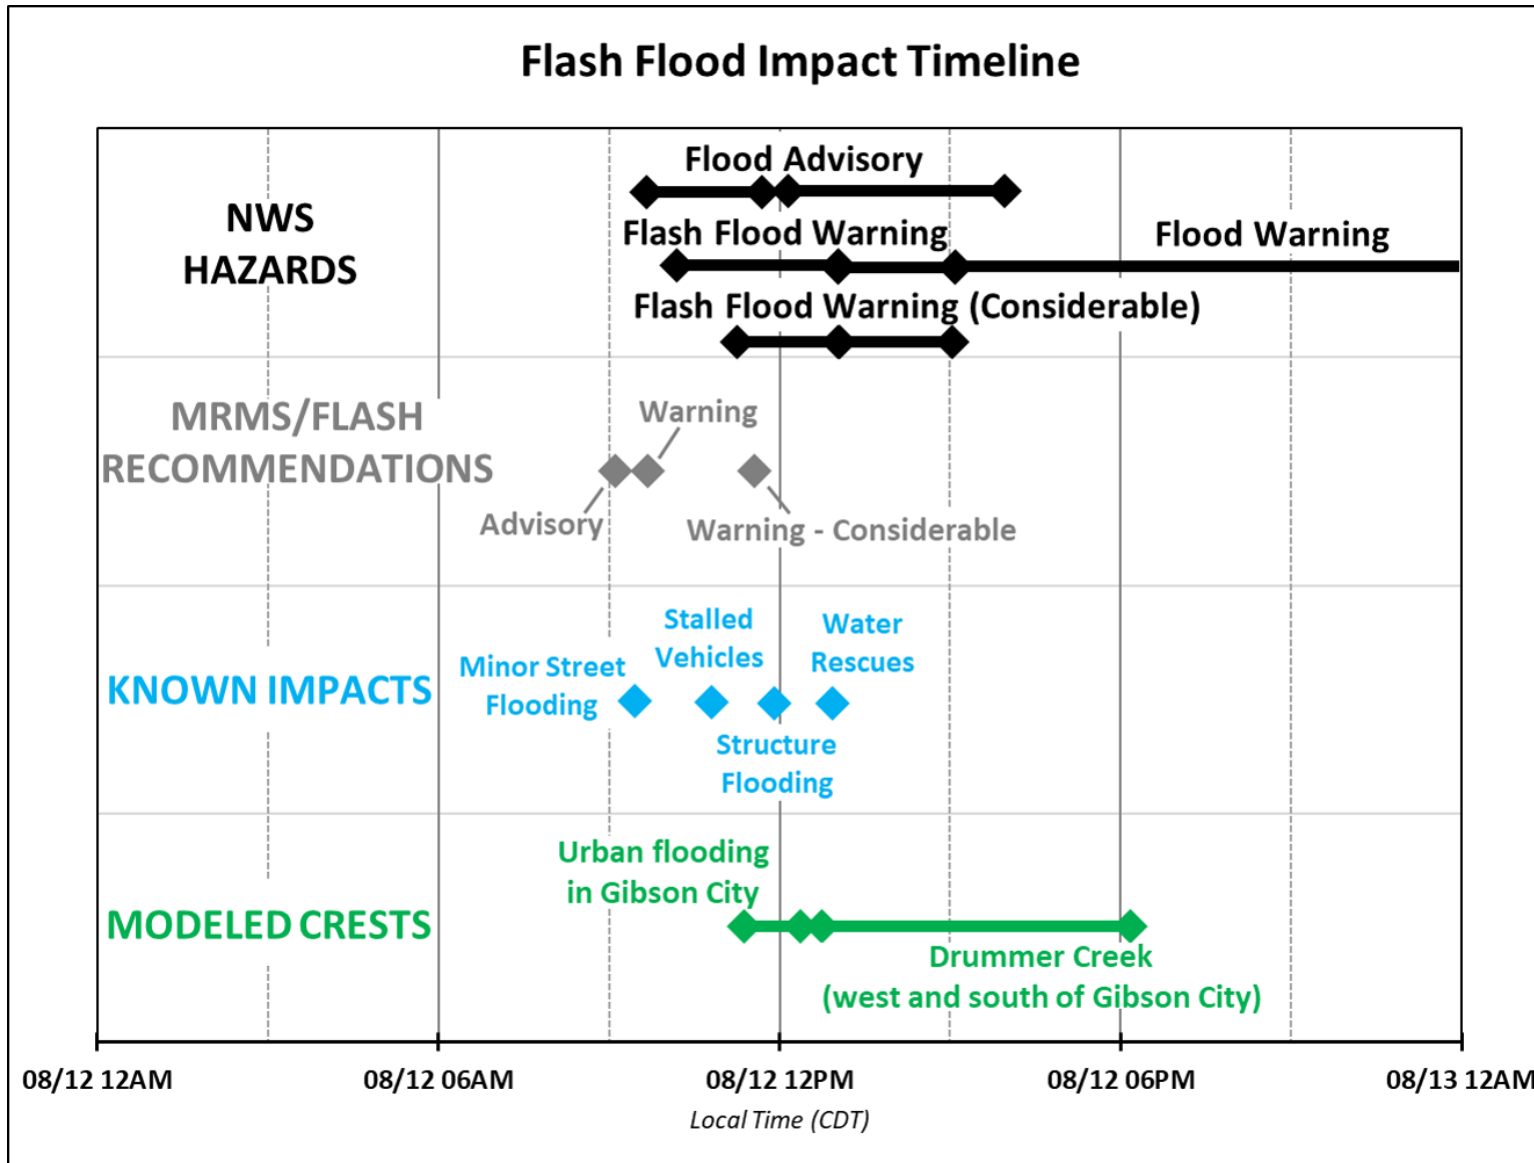 Flash Flood Impact Timeline
NWS
HAZARDS
Flood Advisory
Flash Flood Warning
Flood Warning
Flash Flood Warning (Considerable)
MRMS/FLASH
RECOMMENDATIONS
Warning
Advisory
Warning - Considerable
KNOWN IMPACTS
Minor Street
Flooding
Stalled
Vehicles
Structure
Flooding
Water
Rescues
MODELED CRESTS
Urban flooding
in Gibson City
Drummer Creek
(west and south of Gibson City)
08/12 12AM
08/12 06AM
08/12 12PM
08/12 06PM
08/13 12AM
Local Time (CDT)